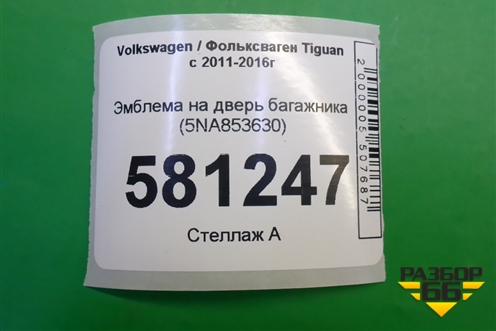 Volkswagen / Фольксваген Tiguan
с 2011-2016г
Эмблема на дверь багажника
(5NA853630)
581247
Стеллаж А
2000005507687
РАЗБОР
66